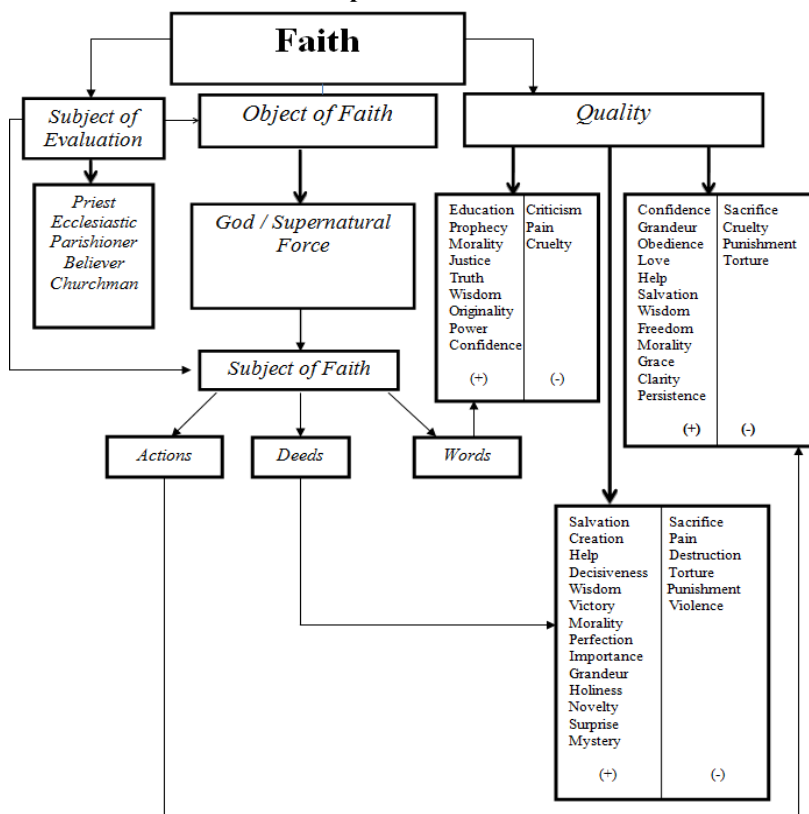 Faith
Subject of
Evaluation
Object of Faith
Quality
Priest
Ecclesiastic
Parishioner
Believer
Churchman
God / Supernatural
Force
Education
Prophecy
Morality
Justice
Truth
Wisdom
Originality
Power
Confidence
(+)
Criticism
Pain
Cruelty
(-)
Confidence
Grandeur
Obedience
Love
Help
Salvation
Wisdom
Freedom
Morality
Grace
Clarity
Persistence
(+)
Sacrifice
Cruelty
Punishment
Torture
(-)
Subject of Faith
Actions
Deeds
Words
Salvation
Creation
Help
Decisiveness
Wisdom
Victory
Morality
Perfection
Importance
Grandeur
Holiness
Novelty
Surprise
Mystery
(+)
Sacrifice
Pain
Destruction
Torture
Punishment
Violence
(-)